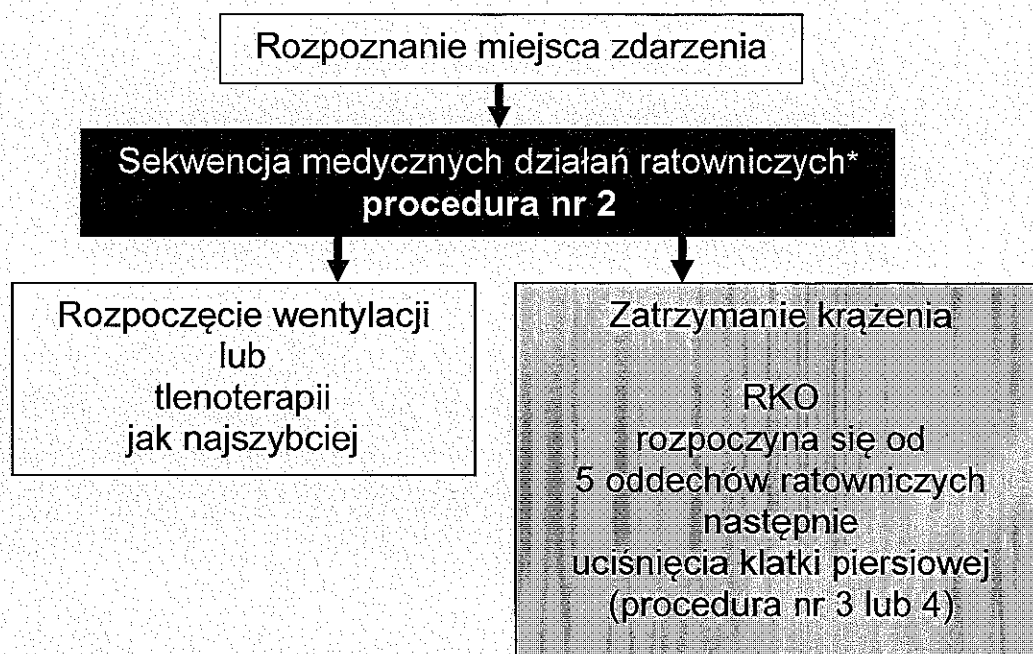 Rozpoznanie miejsca zdarzenia
Sekwencja medycznych działań ratowniczych*
procedura nr 2
Rozpoczęcie wentylacji
lub
tlenoterapii
jak najszybciej
Zatrzymanie krążenia
RKO
rozpoczyna się od
5 oddechów ratowniczych
następnie
uciśnięcia klatki piersiowej
(procedura nr 3 lub 4)